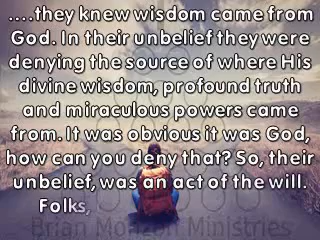 ....they knew wisdom came from
God. In their unbelief they were
denying the source of where His
divine wisdom, profound truth
and miraculous powers came
from. It was obvious it was God,
how can you deny that? So, their
unbelief, was an act of the will.
Folks,
Brian Monzon Ministries